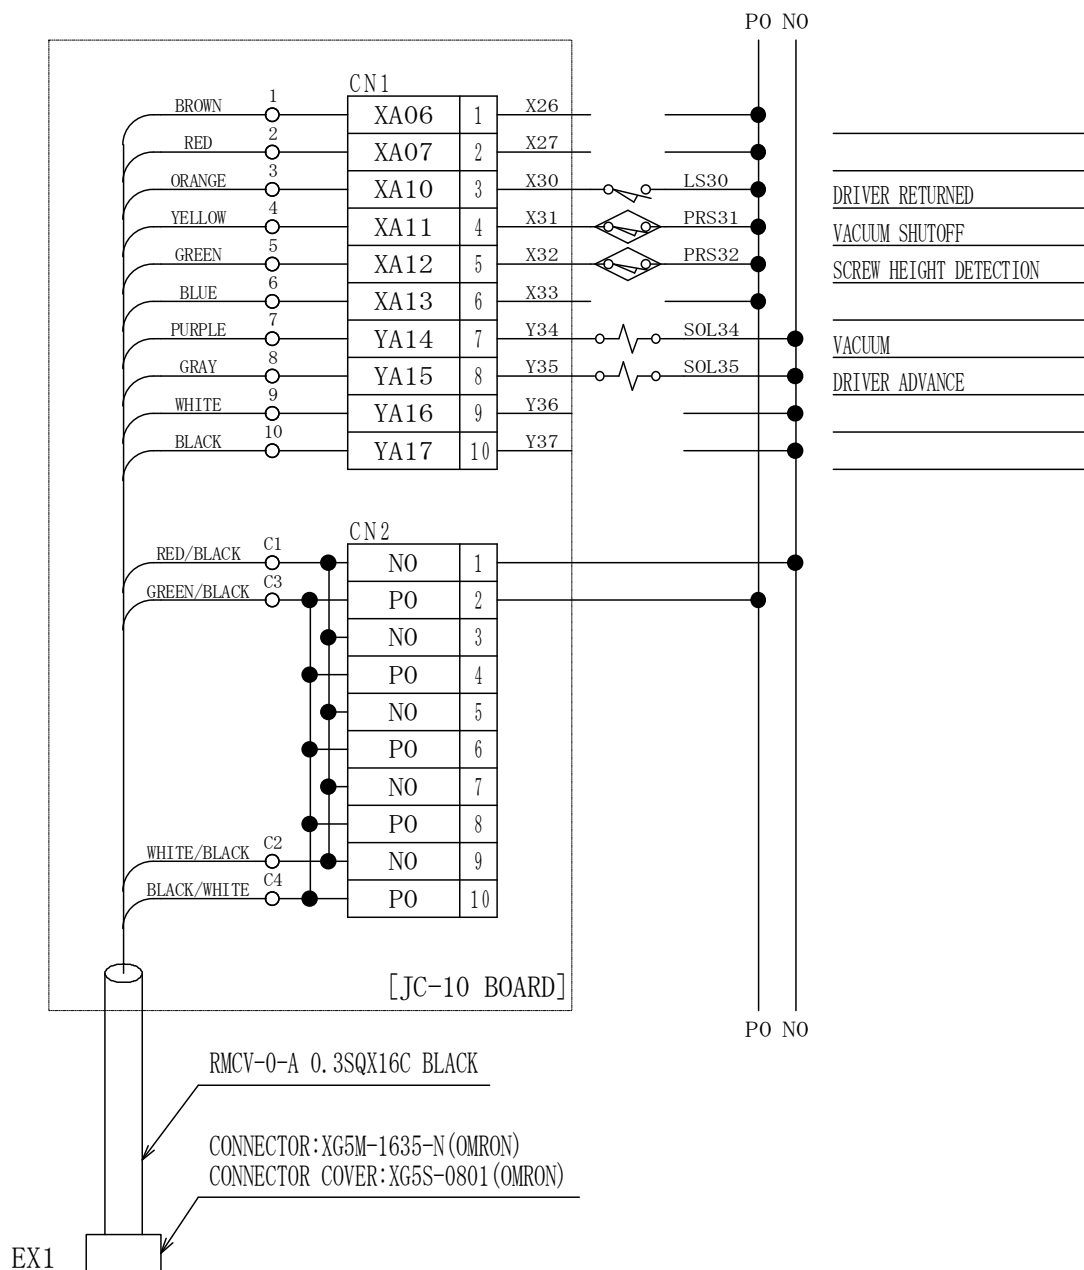 P0 N0
CN1
BROWN 1 XA06 1 X26
RED 2 XA07 2 X27
ORANGE 3 XA10 3 X30 LS30 DRIVER RETURNED
YELLOW 4 XA11 4 X31 PRS31 VACUUM SHUTOFF
GREEN 5 XA12 5 X32 PRS32 SCREW HEIGHT DETECTION
BLUE 6 XA13 6 X33
PURPLE 7 YA14 7 Y34 SOL34 VACUUM
GRAY 8 YA15 8 Y35 SOL35 DRIVER ADVANCE
WHITE 9 YA16 9 Y36
BLACK 10 YA17 10 Y37
CN2
RED/BLACK C1 N0 1
GREEN/BLACK C3 P0 2
N0 3
P0 4
N0 5
P0 6
N0 7
P0 8
WHITE/BLACK C2 N0 9
BLACK/WHITE C4 P0 10
[JC-10 BOARD]
P0 N0
RMCV-O-A 0.3SQX16C BLACK
CONNECTOR:XG5M-1635-N(OMRON)
CONNECTOR COVER:XG5S-0801(OMRON)
EX1